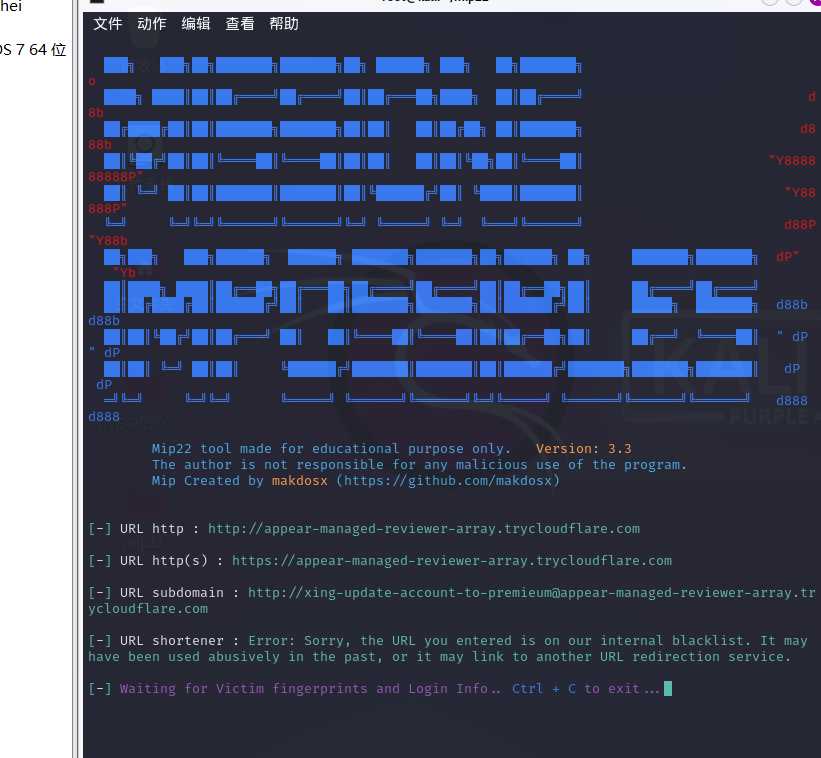 hei
OS 7 64 位
文件 动作 编辑 查看 帮助
o
d
8b
d8
88b
"Y8888
88888P"
"Y88
888P"
d88P
"Y88b
dP"
"Yb
d88b
d88b
" dP
" dP
dP
dP
d888
d888
Mip22 tool made for educational purpose only. Version: 3.3
The author is not responsible for any malicious use of the program.
Mip Created by makdosx (https://github.com/makdosx)
[-] URL http : http://appear-managed-reviewer-array.trycloudflare.com
[-] URL http(s) : https://appear-managed-reviewer-array.trycloudflare.com
[-] URL subdomain : http://xing-update-account-to-premieum@appear-managed-reviewer-array.tr
ycloudflare.com
[-] URL shortener : Error: Sorry, the URL you entered is on our internal blacklist. It may
have been used abusively in the past, or it may link to another URL redirection service.
[-] Waiting for Victim fingerprints and Login Info.. Ctrl + C to exit...
KALI
PURPLE